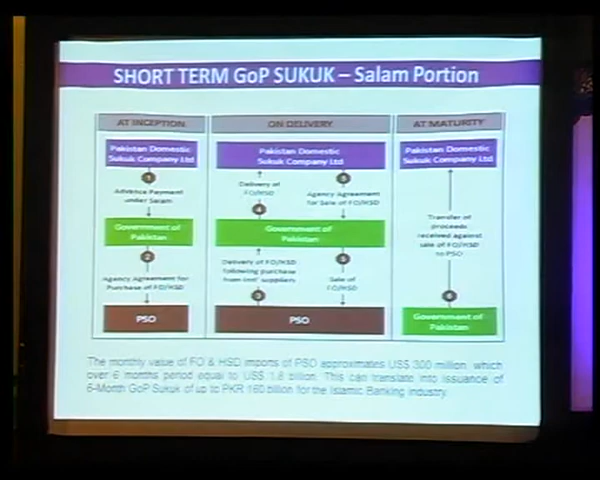 SHORT TERM GoP SUKUK – Salam Portion
AT INCEPTION
ON DELIVERY
AT MATURITY
Pakistan Domestic
Sukuk Company Ltd
Pakistan Domestic
Sukuk Company Ltd
Pakistan Domestic
Sukuk Company Ltd
1
Advance Payment
under Salam
Government of
Pakistan
2
Agency Agreement for
Purchase of FO/HSD
PSO
Delivery of
FO/HSD
4
Agency Agreement
for Sale of FO/HSD
Government of
Pakistan
Delivery of FO/HSD
following purchase
from int' suppliers
3
Sale of
FO/HSD
PSO
Transfer of
proceeds
received against
sale of FO/HSD
to PSO
Government of
Pakistan
The monthly value of FO & HSD imports of PSO approximates US$ 300 million, which
over 6 months period equal to US$ 1.8 billion. This can translate into issuance of
6-Month GoP Sukuk of up to PKR 160 billion for the Islamic Banking industry.